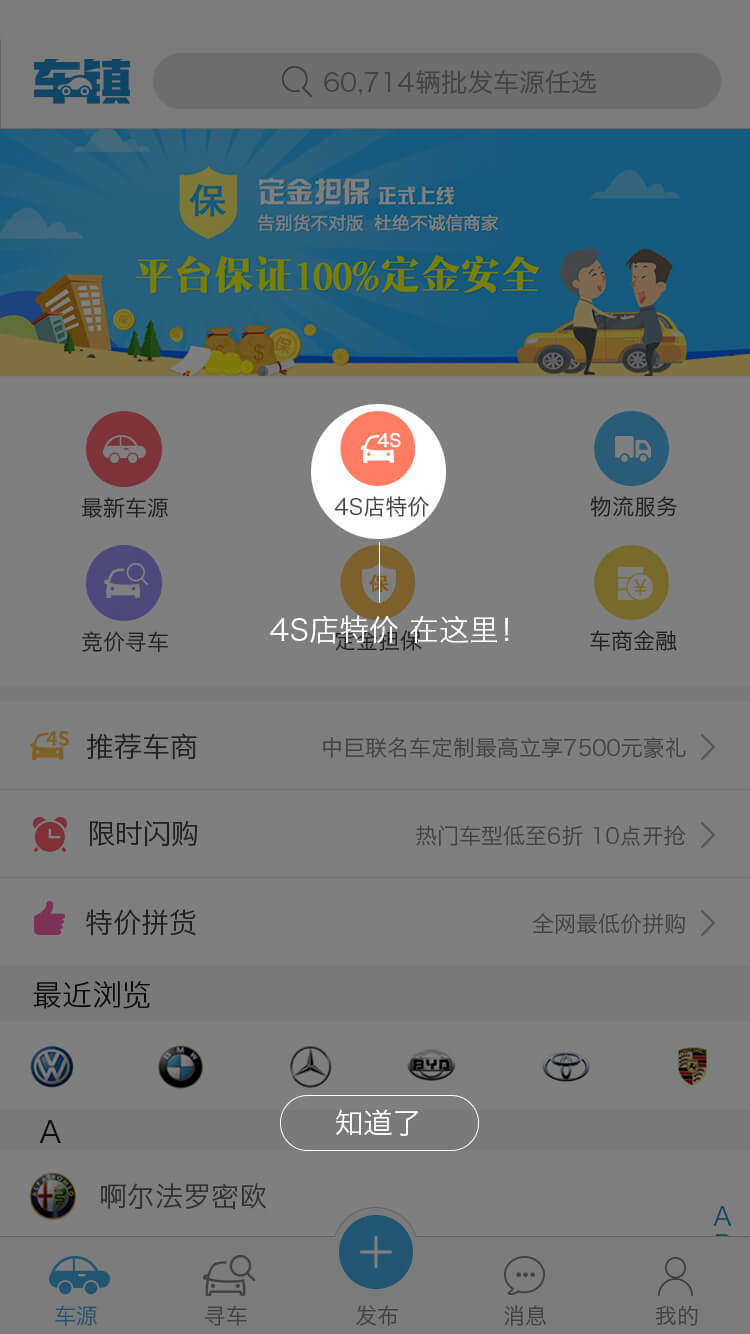 车镇
60,714辆批发车源任选
保 定金担保 正式上线
告别货不对版 杜绝不诚信商家
平台保证100%定金安全
保
保
$ $
4S
最新车源 4S店特价 物流服务
保 ¥
竞价寻车 定金担保 车商金融
4S店特价 在这里！
4S 推荐车商 中巨联名车定制最高立享7500元豪礼
限时闪购 热门车型低至6折 10点开抢
特价拼货 全网最低价拼购
最近浏览
BMW BYD
知道了
A
啊尔法罗密欧
A
车源 寻车 发布 消息 我的